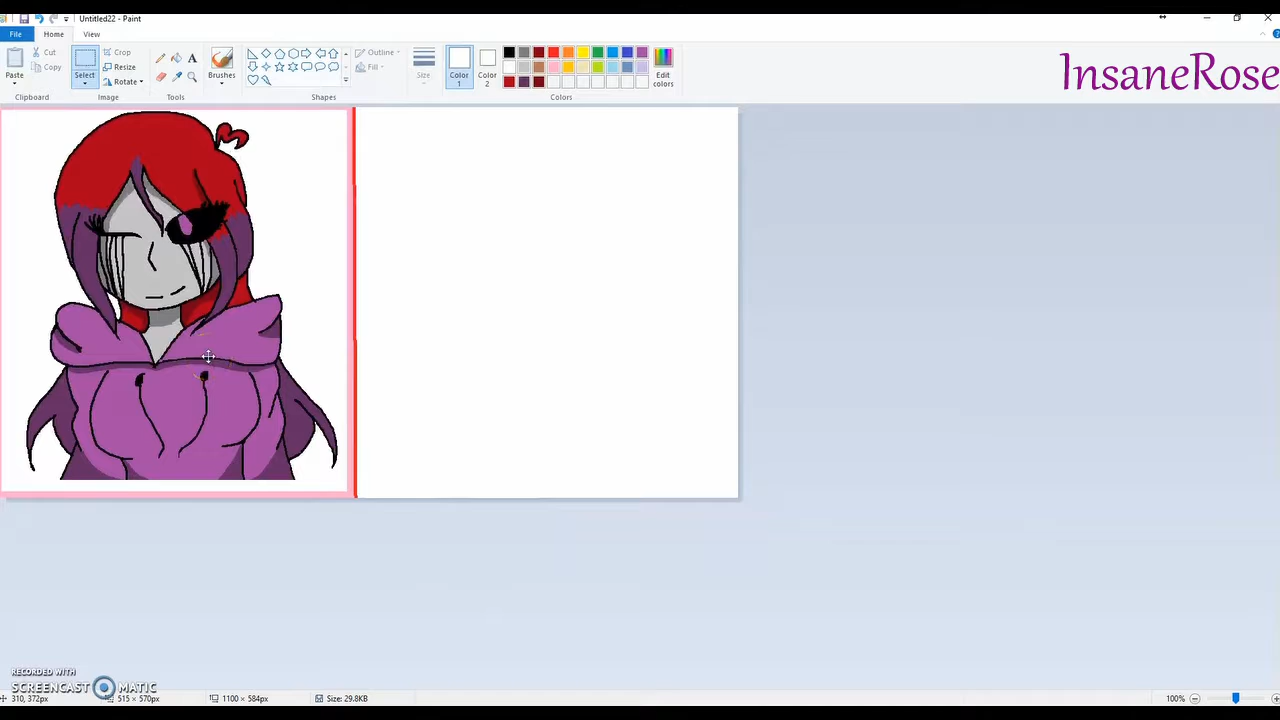 Untitled22 - Paint
File Home View
Paste
Cut
Copy
Clipboard
Select
Crop
Resize
Rotate
Image
A
Tools
Brushes
Outline
Fill
Shapes
Size
Color 1
Color 2
Edit colors
Colors
InsaneRose
RECORDED WITH
SCREENCAST MATIC
310, 372px
515 × 570px
1100 × 584px
Size: 29.8KB
100%